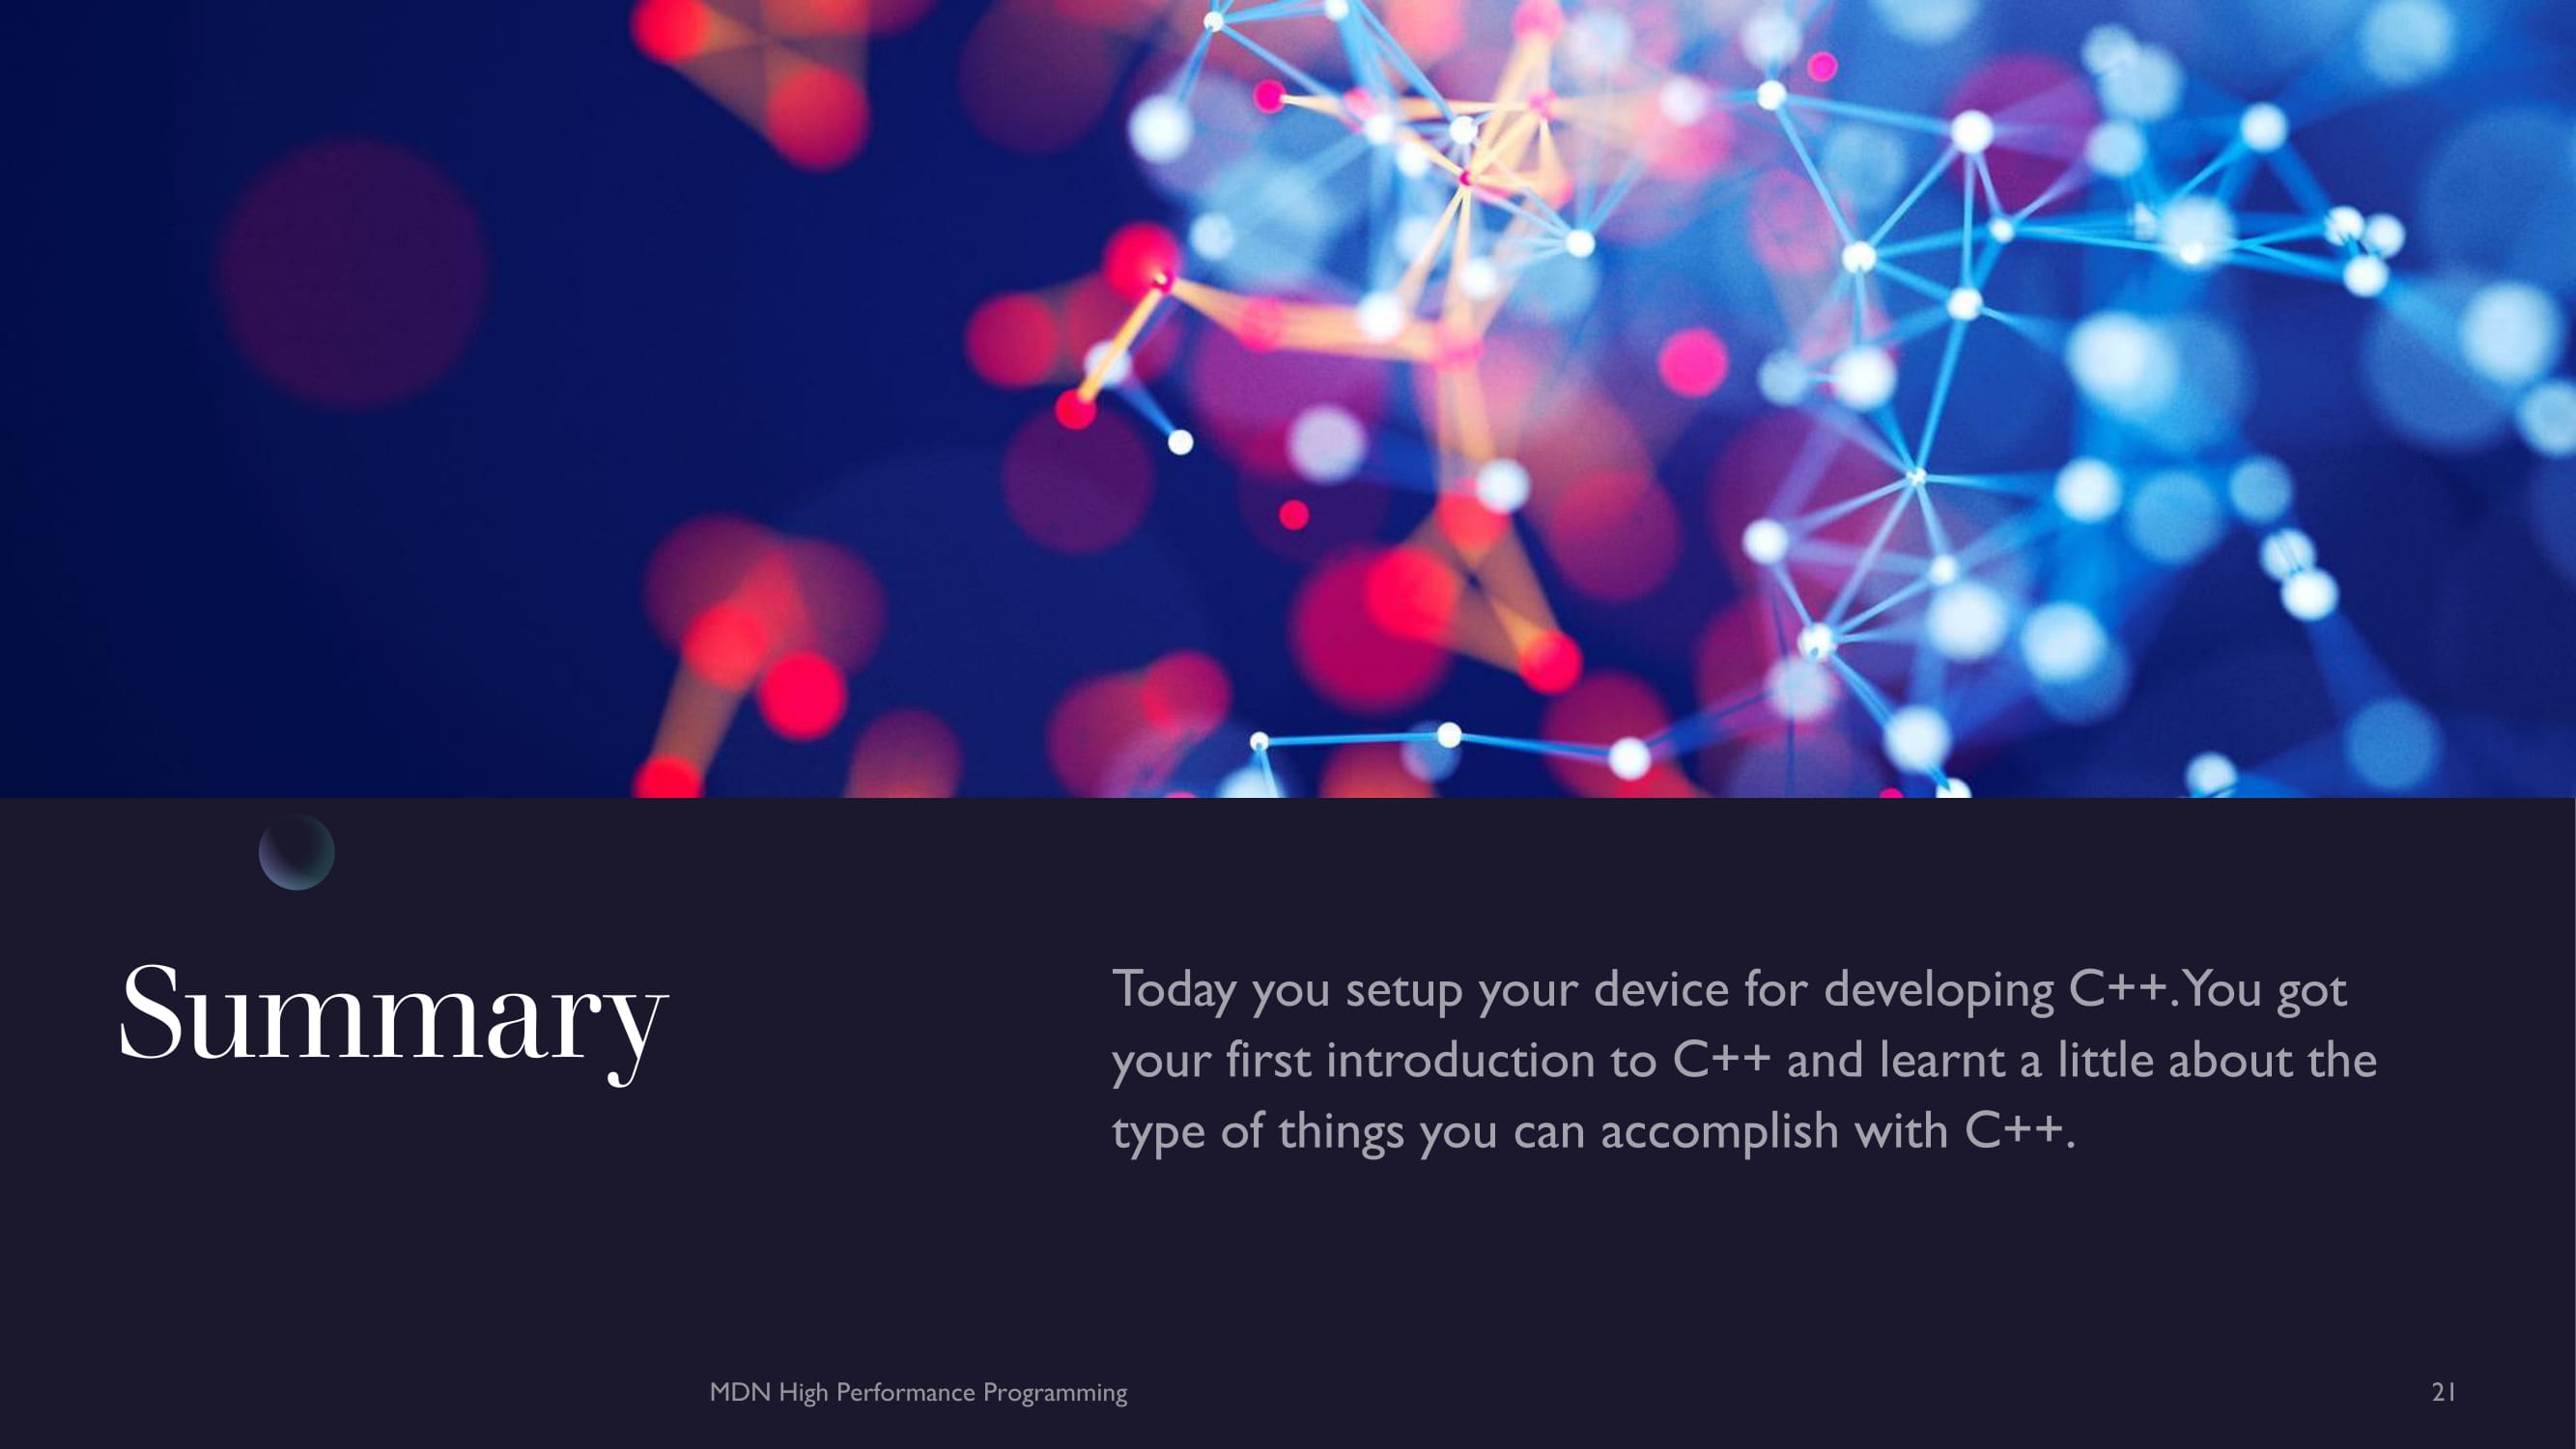 Summary
Today you setup your device for developing C++. You got
your first introduction to C++ and learnt a little about the
type of things you can accomplish with C++.
MDN High Performance Programming
21